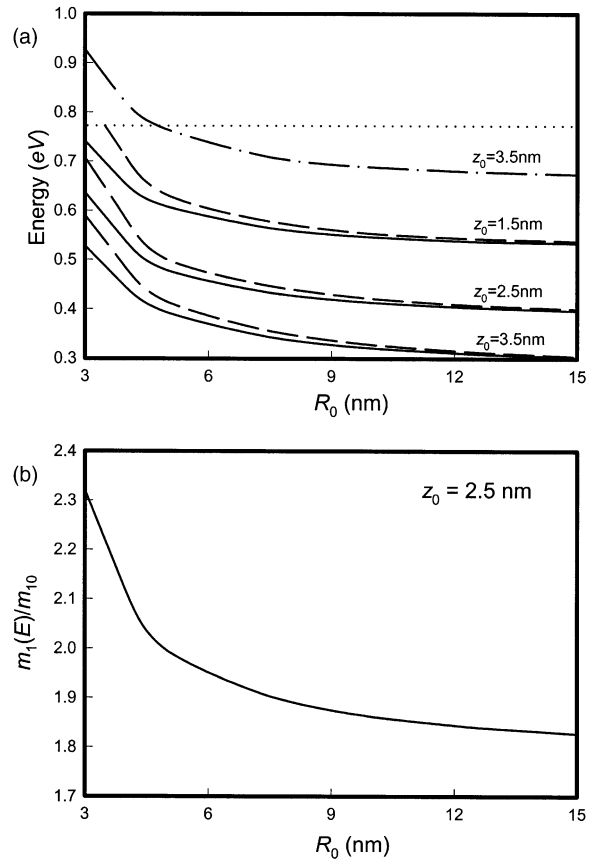 (a)
1.0
0.9
0.8
0.7
0.6
0.5
0.4
0.3
Energy (eV)
z0=3.5nm
z0=1.5nm
z0=2.5nm
z0=3.5nm
3 6 9 12 15
R0 (nm)
(b)
2.4
2.3
2.2
2.1
2.0
1.9
1.8
1.7
m1(E)/m10
z0 = 2.5 nm
3 6 9 12 15
R0 (nm)